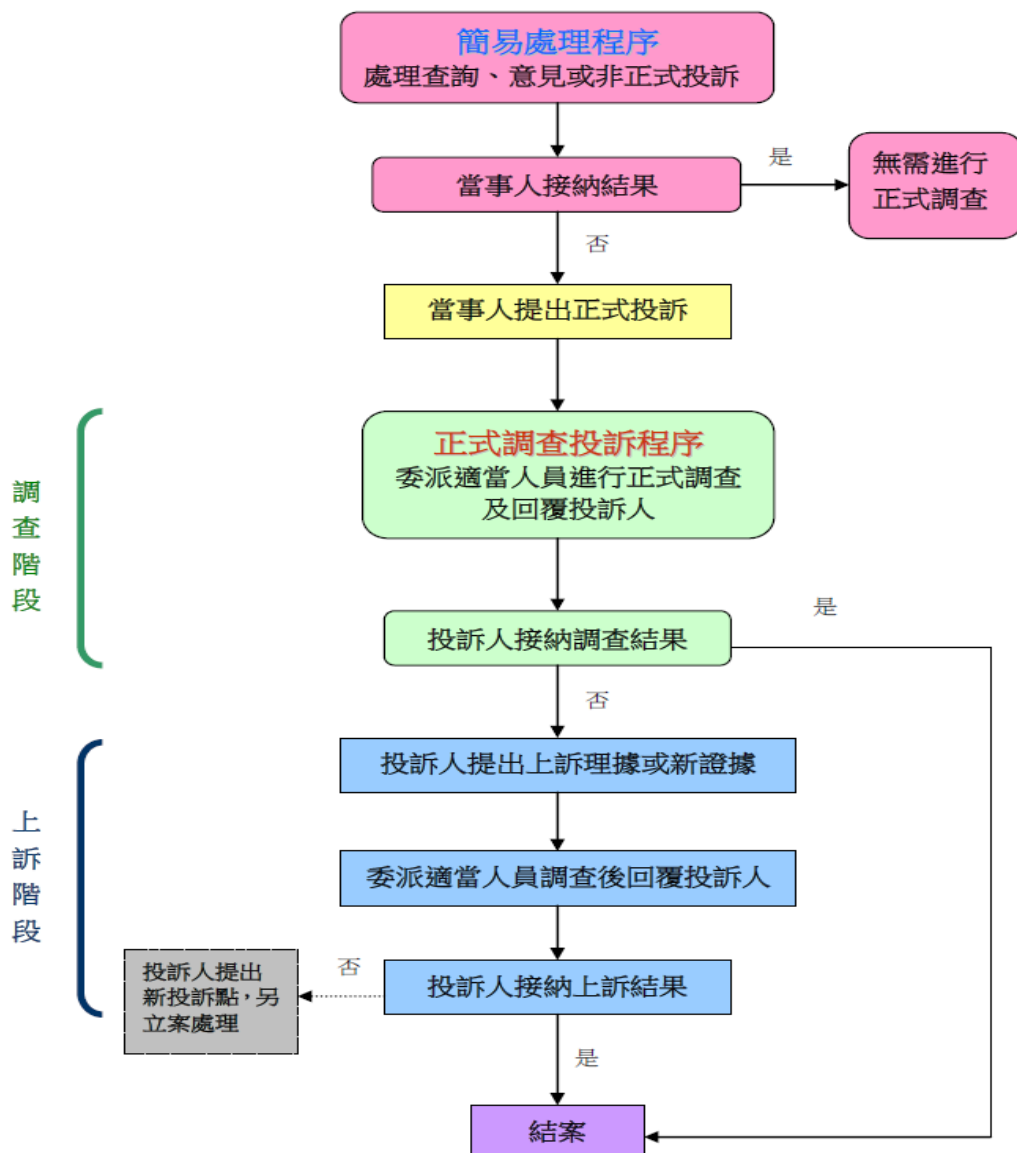 簡易處理程序
處理查詢、意見或非正式投訴
當事人接納結果
是
無需進行
正式調查
否
當事人提出正式投訴
調查階段
正式調查投訴程序
委派適當人員進行正式調查
及回覆投訴人
投訴人接納調查結果
是
否
上訴階段
投訴人提出上訴理據或新證據
委派適當人員調查後回覆投訴人
投訴人接納上訴結果
否
投訴人提出
新投訴點，另
立案處理
是
結案